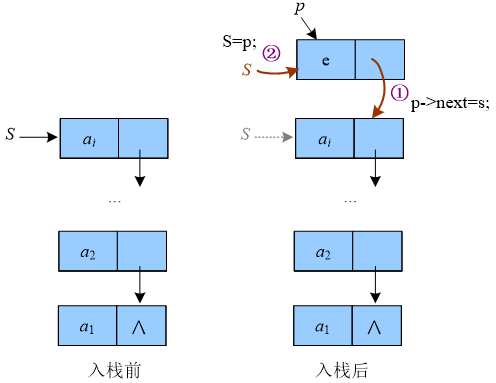 p
S=p;
②
S
e
①
p->next=s;
S
aᵢ
S
aᵢ
...
...
a₂
a₂
a₁
∧
a₁
∧
入栈前
入栈后